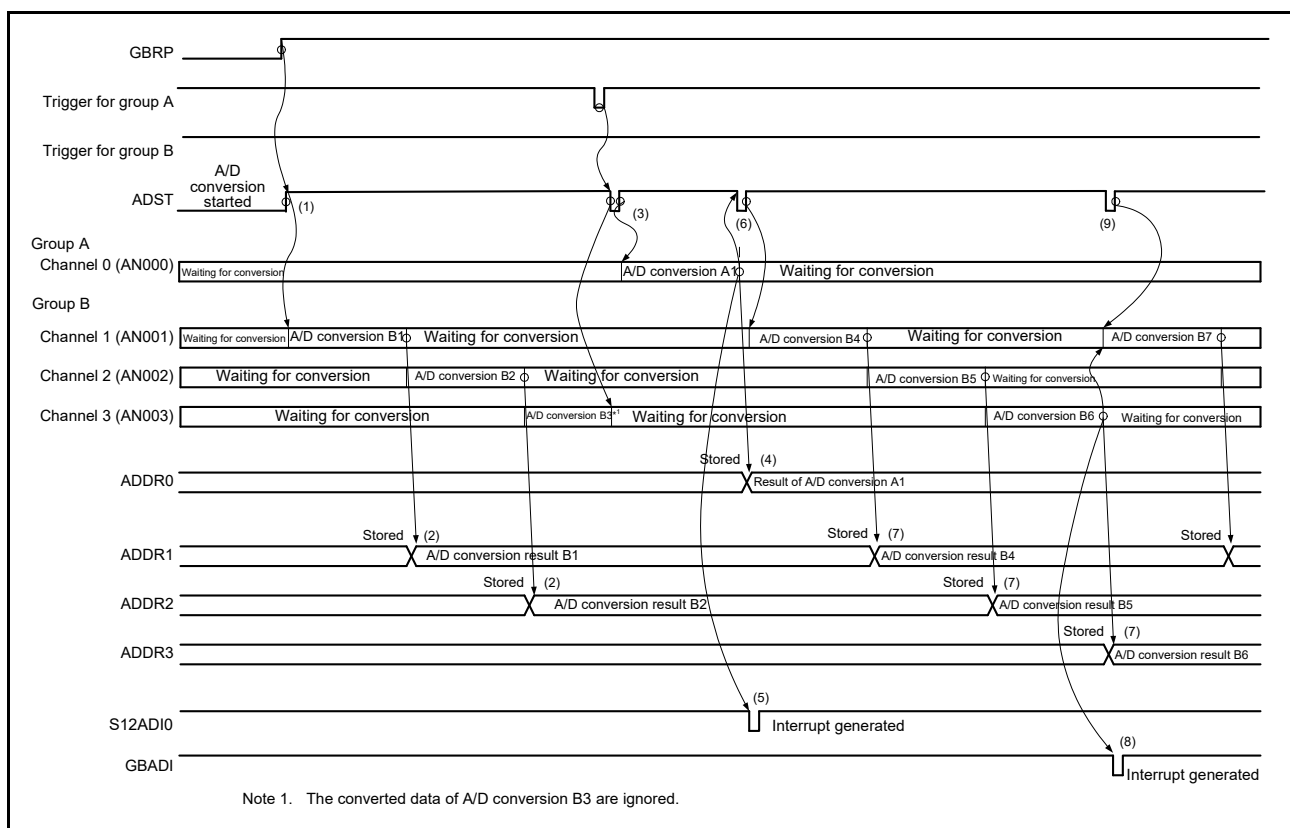 GBRP
Trigger for group A
Trigger for group B
A/D
conversion
started
ADST
(1)
(3)
(6)
(9)
Group A
Channel 0 (AN000)
Waiting for conversion
A/D conversion A1
Waiting for conversion
Group B
Channel 1 (AN001)
Waiting for conversion
A/D conversion B1
Waiting for conversion
A/D conversion B4
Waiting for conversion
A/D conversion B7
Channel 2 (AN002)
Waiting for conversion
A/D conversion B2
Waiting for conversion
A/D conversion B5
Waiting for conversion
Channel 3 (AN003)
Waiting for conversion
A/D conversion B3*1
Waiting for conversion
A/D conversion B6
Waiting for conversion
Stored (4)
ADDR0
Result of A/D conversion A1
Stored (2)
Stored (7)
Stored
ADDR1
A/D conversion result B1
A/D conversion result B4
Stored (2)
Stored (7)
ADDR2
A/D conversion result B2
A/D conversion result B5
Stored (7)
ADDR3
A/D conversion result B6
(5)
S12ADI0
Interrupt generated
(8)
GBADI
Interrupt generated
Note 1. The converted data of A/D conversion B3 are ignored.